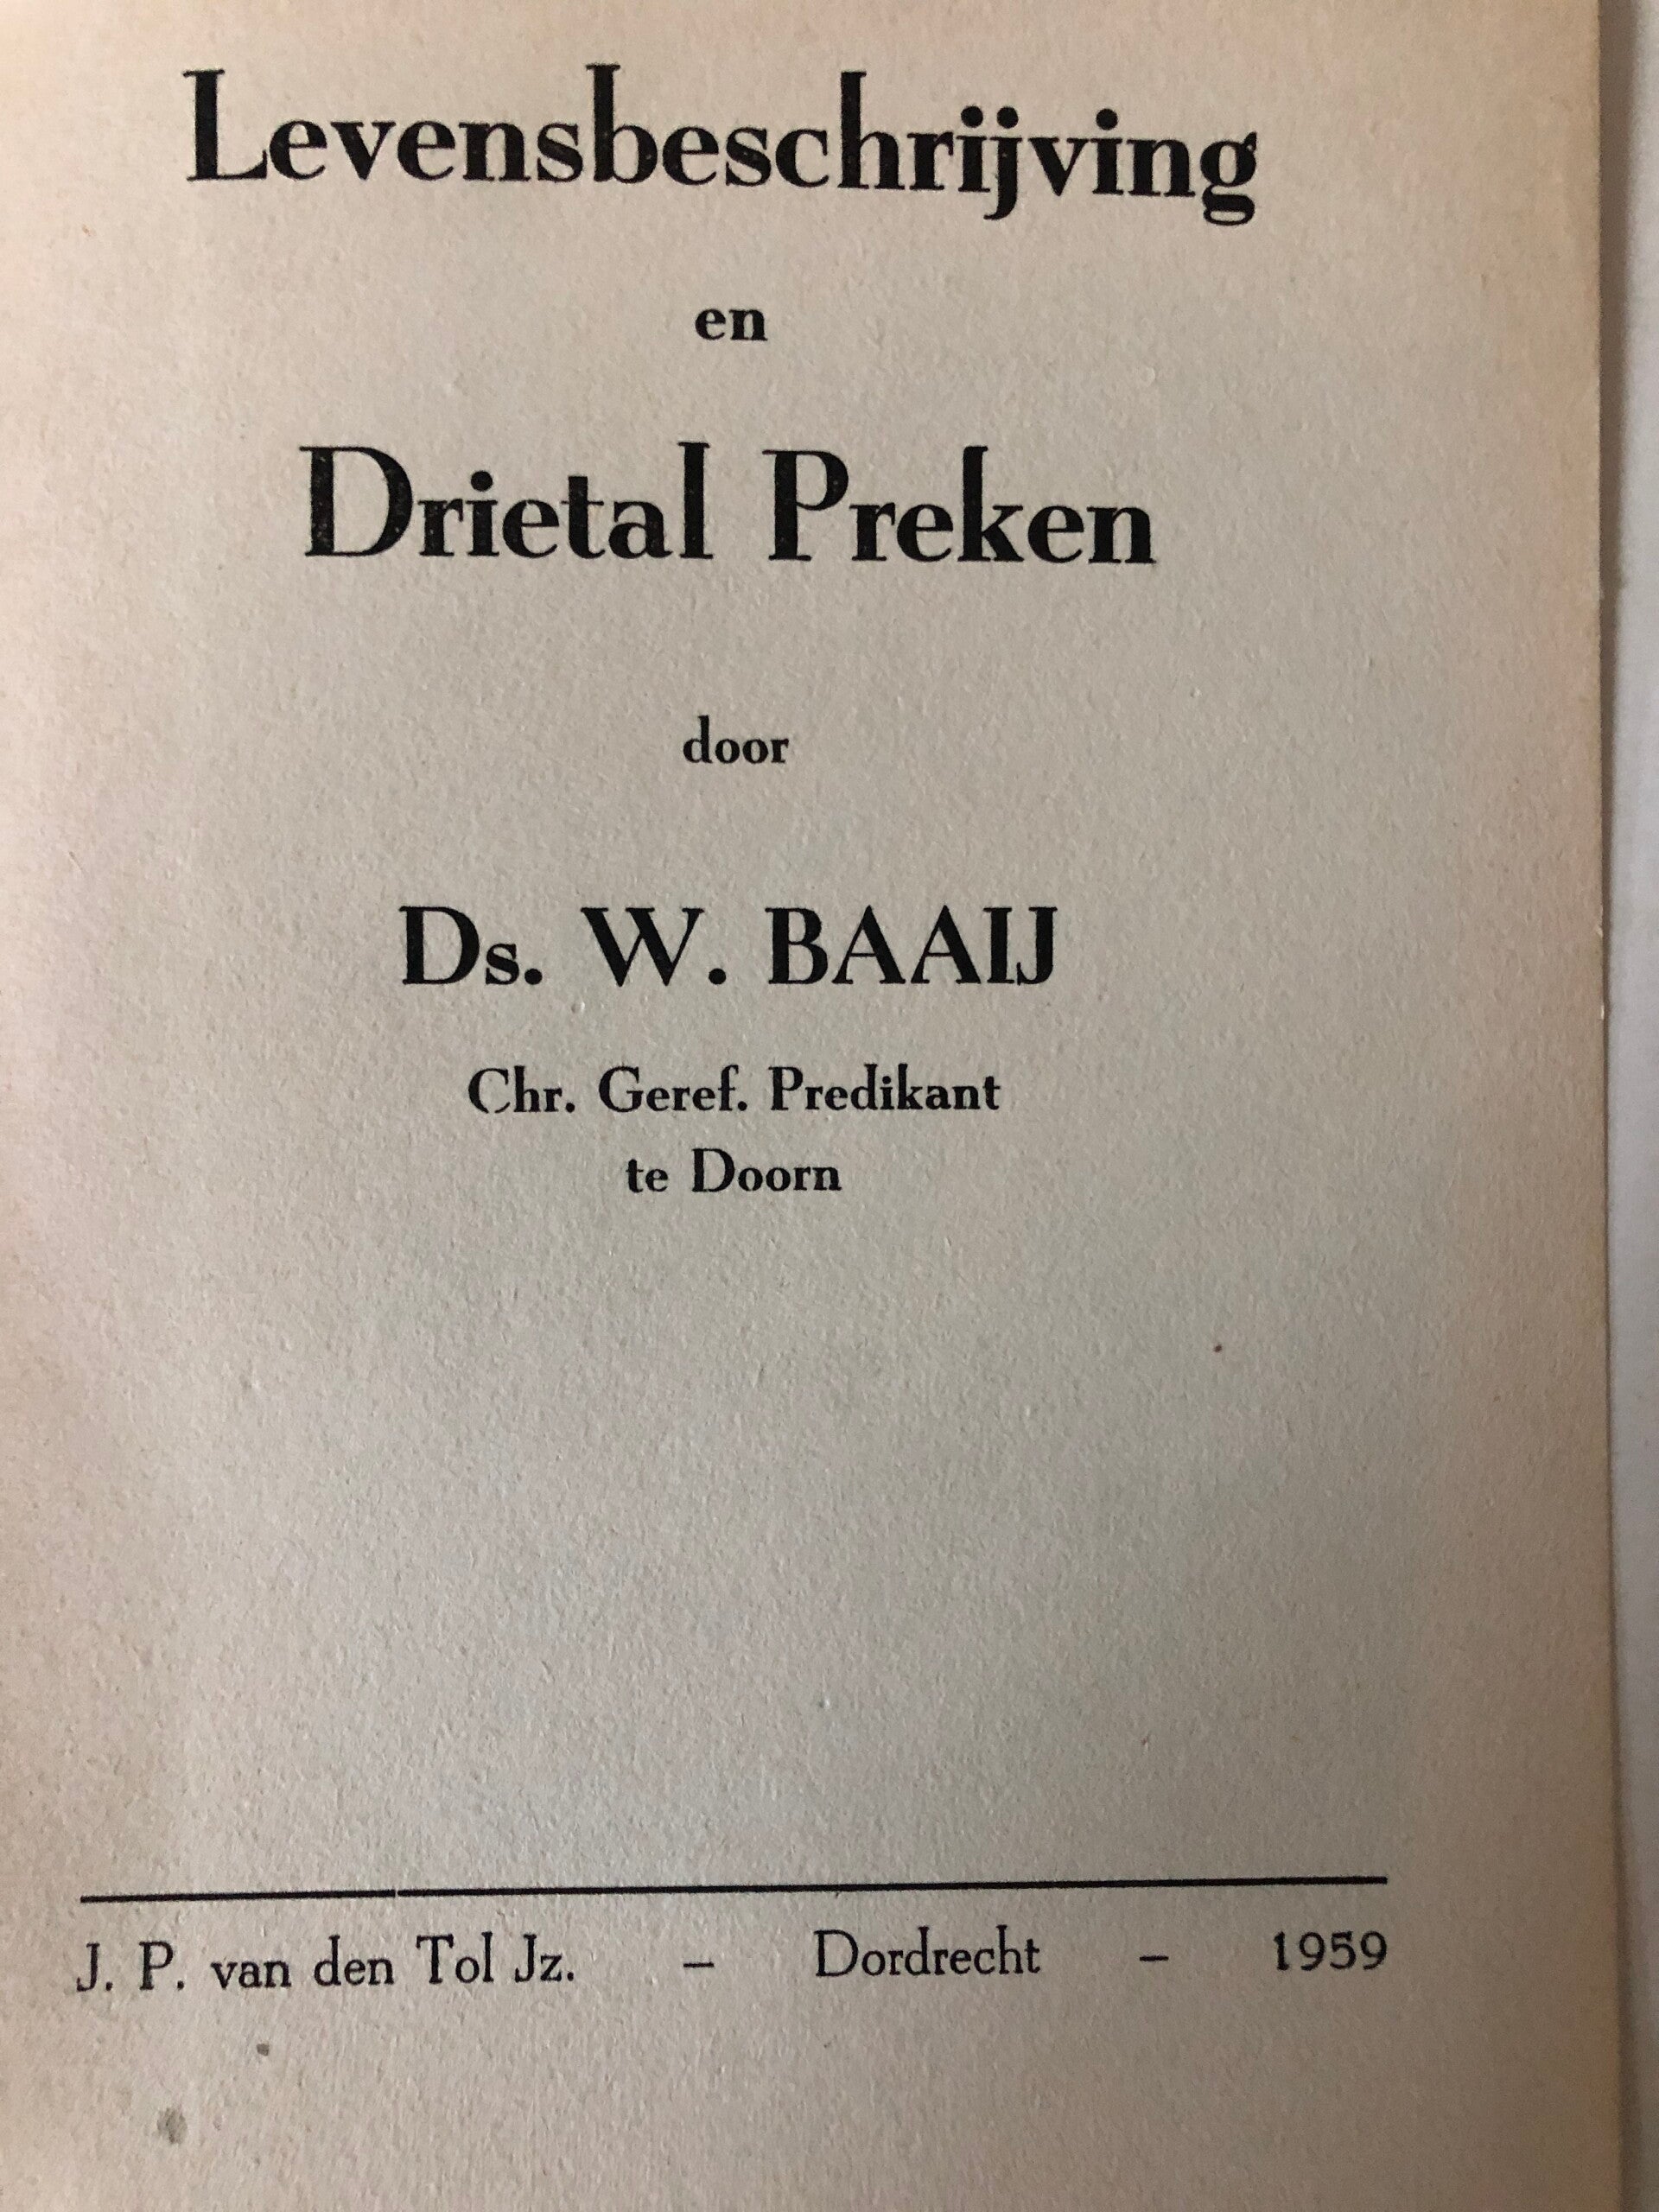 Levensbeschrijving
en
Drietal Preken
door
Ds. W. BAAIJ
Chr. Geref. Predikant
te Doorn
J. P. van den Tol Jz. – Dordrecht – 1959